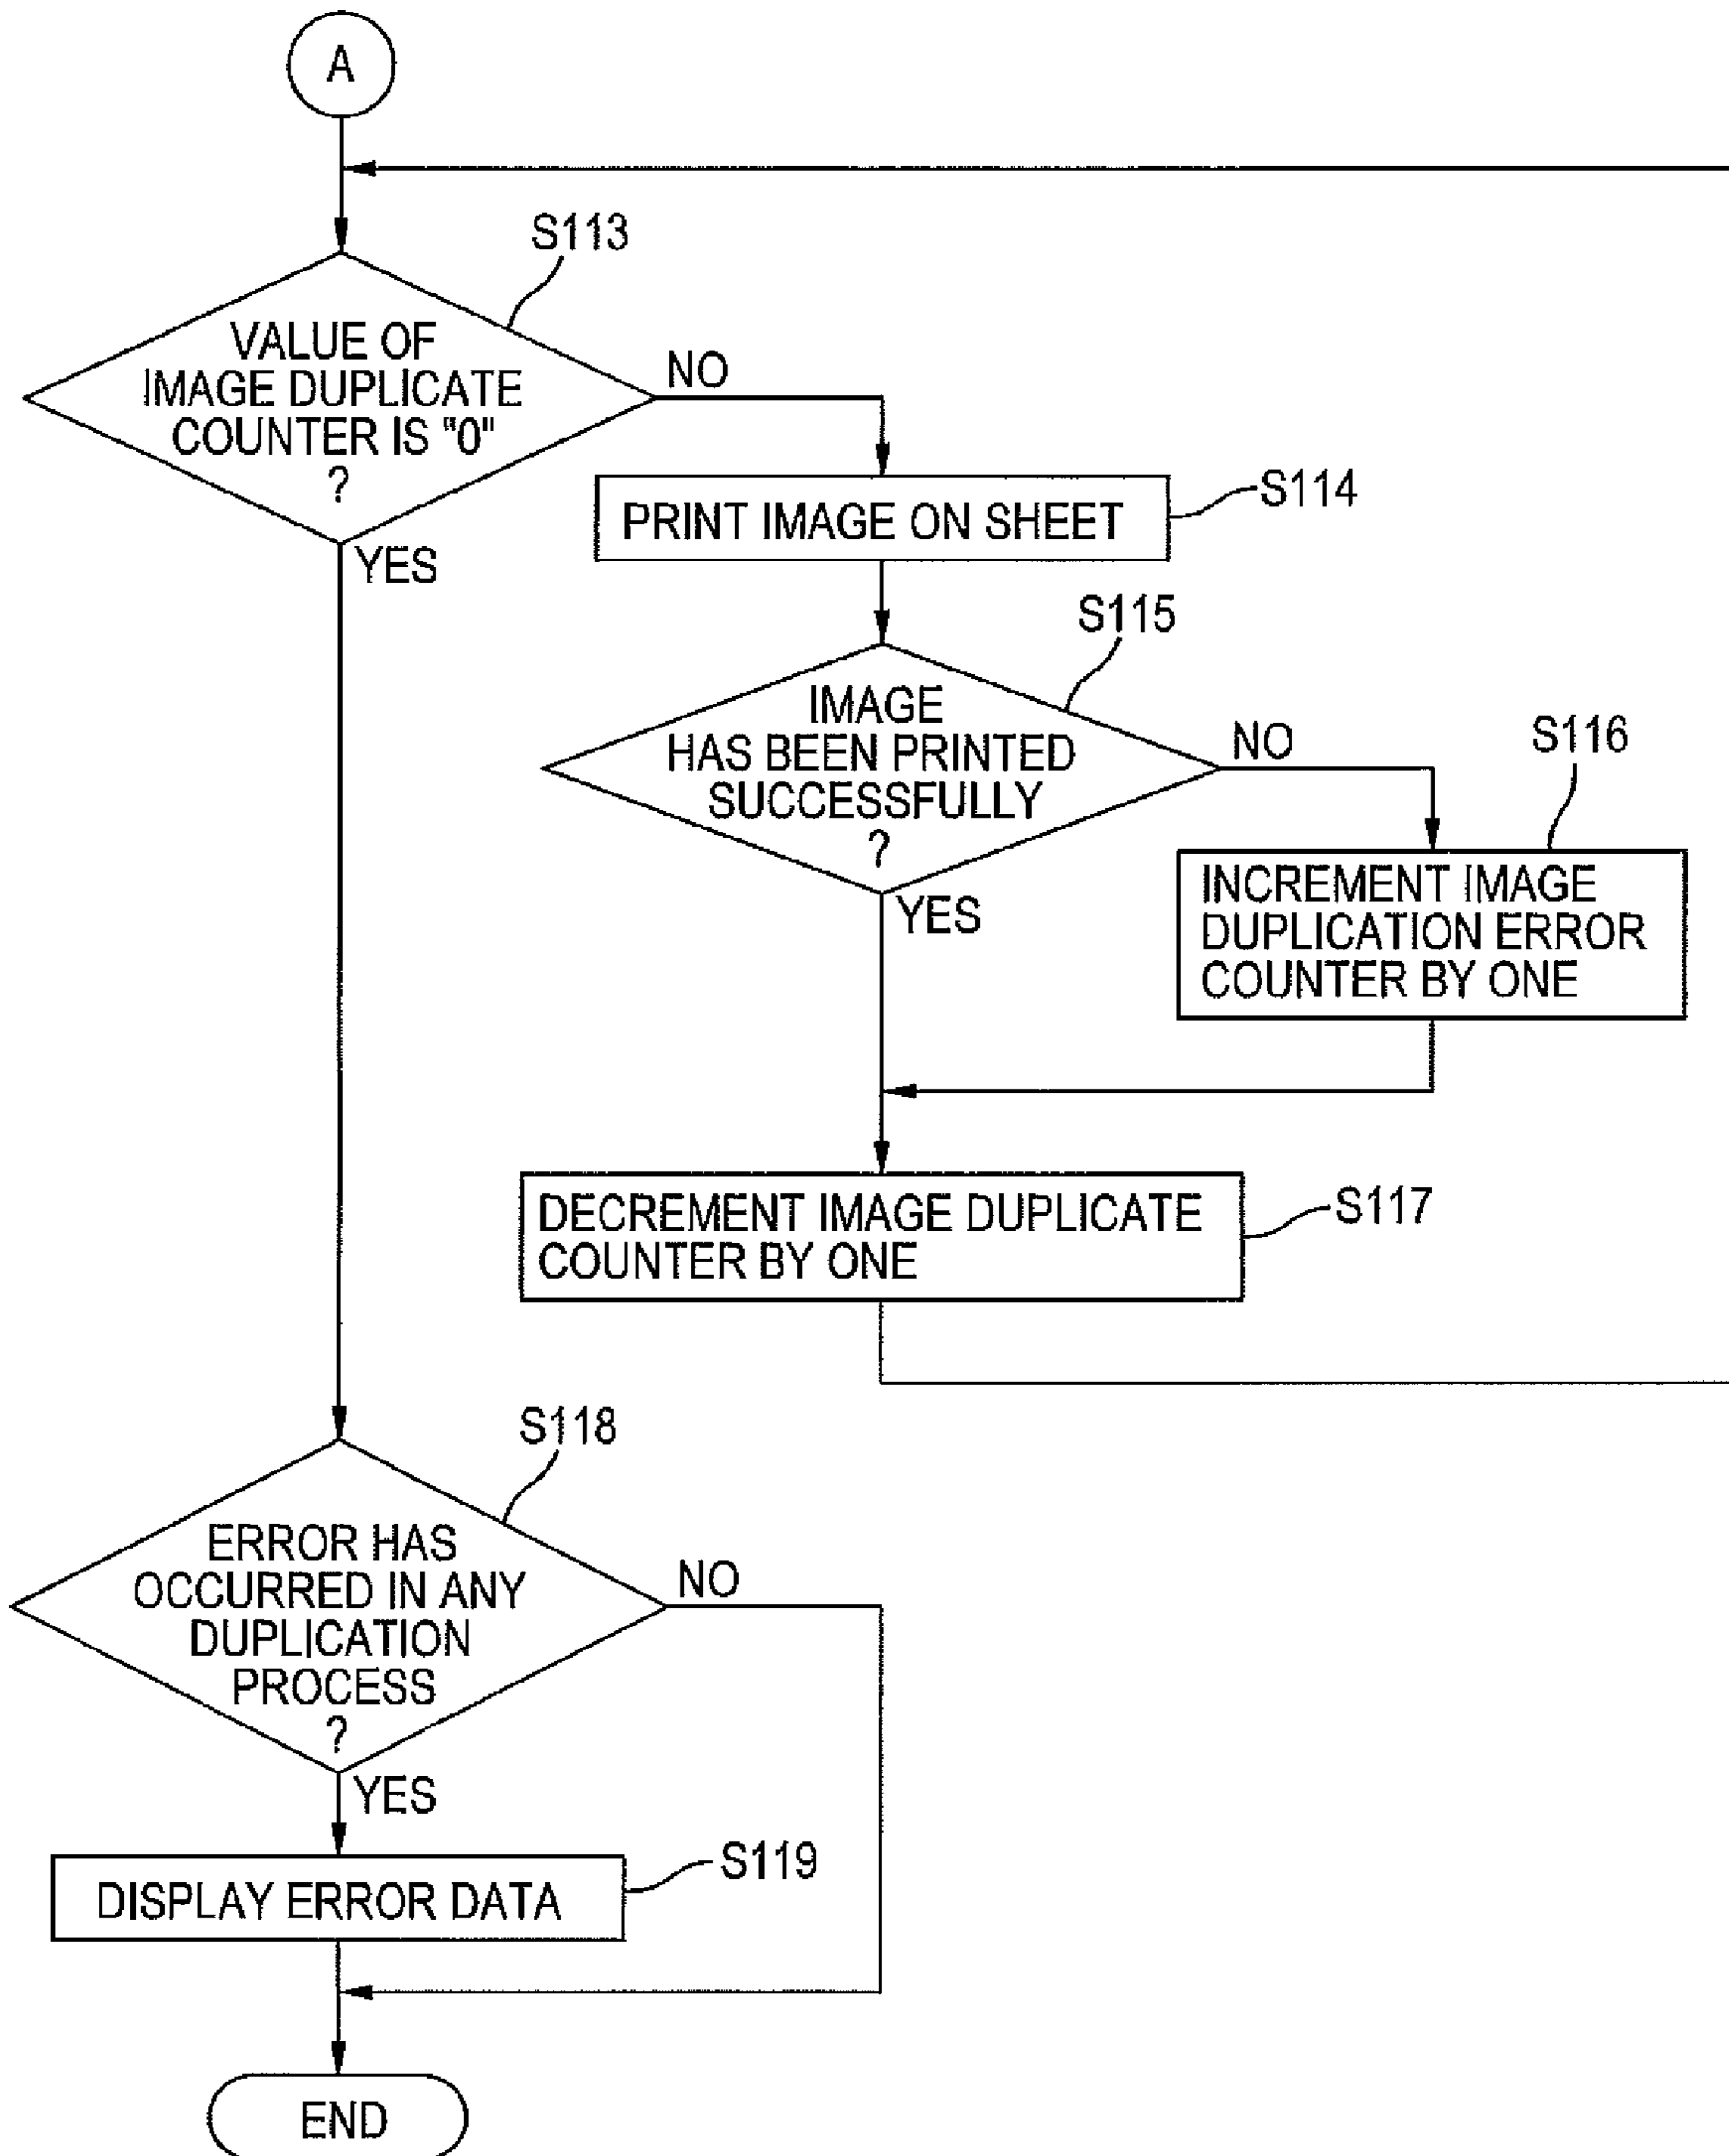 A
S113
VALUE OF
IMAGE DUPLICATE
COUNTER IS "0"
?
NO
YES
S114
PRINT IMAGE ON SHEET
S115
IMAGE
HAS BEEN PRINTED
SUCCESSFULLY
?
NO
YES
S116
INCREMENT IMAGE
DUPLICATION ERROR
COUNTER BY ONE
S117
DECREMENT IMAGE DUPLICATE
COUNTER BY ONE
S118
ERROR HAS
OCCURRED IN ANY
DUPLICATION
PROCESS
?
NO
YES
S119
DISPLAY ERROR DATA
END